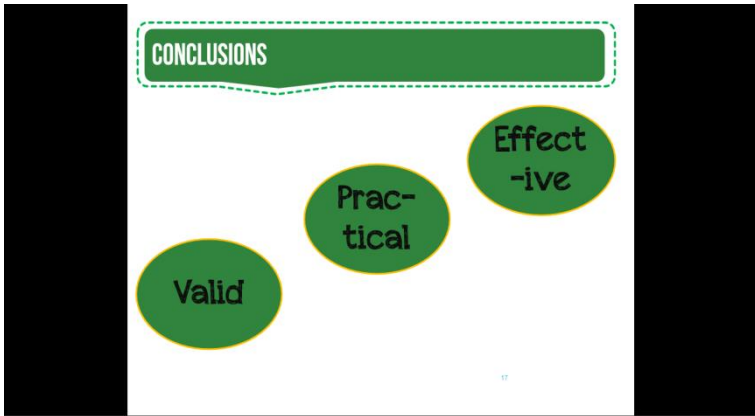 CONCLUSIONS
Effect
-ive
Prac-
tical
Valid
17